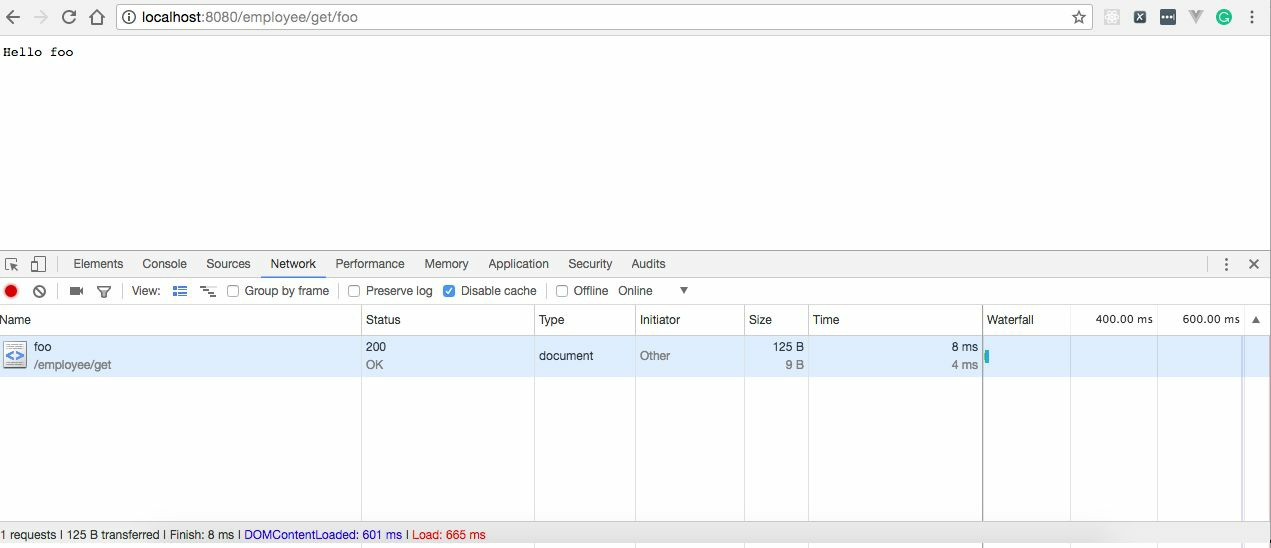 localhost:8080/employee/get/foo
Hello foo
Elements Console Sources Network Performance Memory Application Security Audits
View: Group by frame Preserve log Disable cache Offline Online
Name Status Type Initiator Size Time Waterfall 400.00 ms 600.00 ms
foo 200 document Other 125 B 8 ms
/employee/get OK 9 B 4 ms
1 requests | 125 B transferred | Finish: 8 ms | DOMContentLoaded: 601 ms | Load: 665 ms